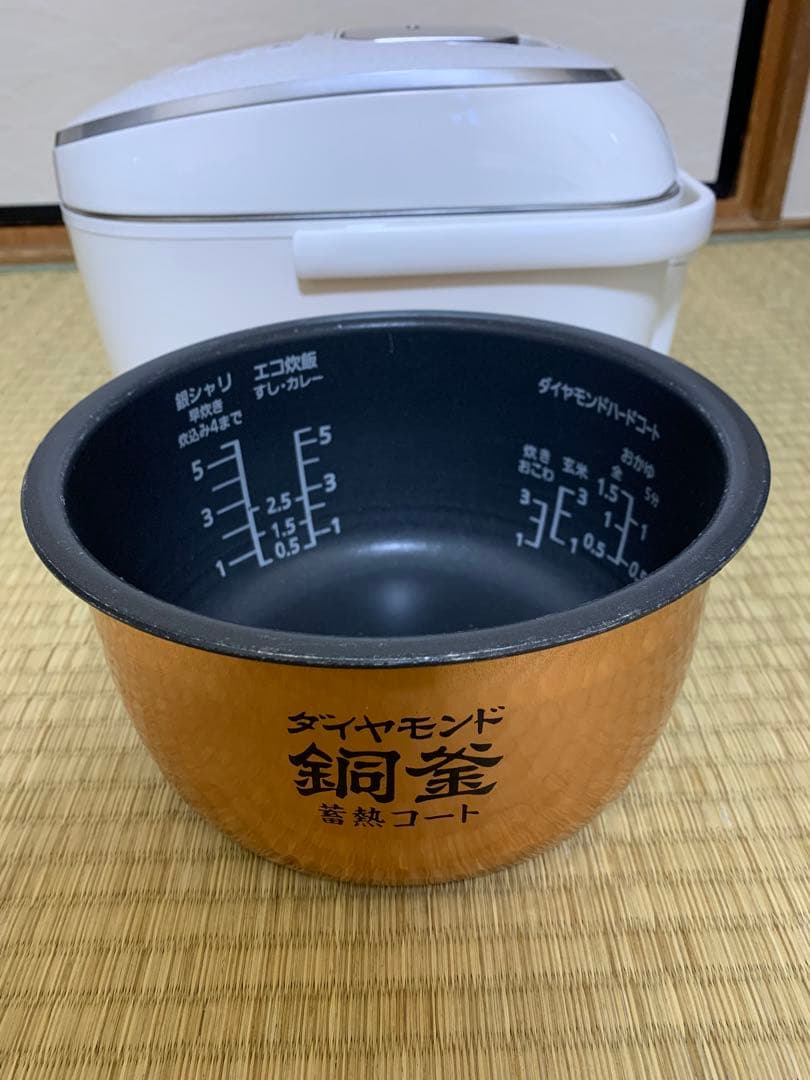 銀シャリ
早炊き
炊込み4まで
5
3
1
エコ炊飯
すし・カレー
5
3
2.5
1.5
1
0.5
ダイヤモンドハードコート
炊き
おこわ
3
1
玄米
3
1
おかゆ
全
5分
1.5
1
1
0.5
0.5
ダイヤモンド
銅釜
蓄熱コート